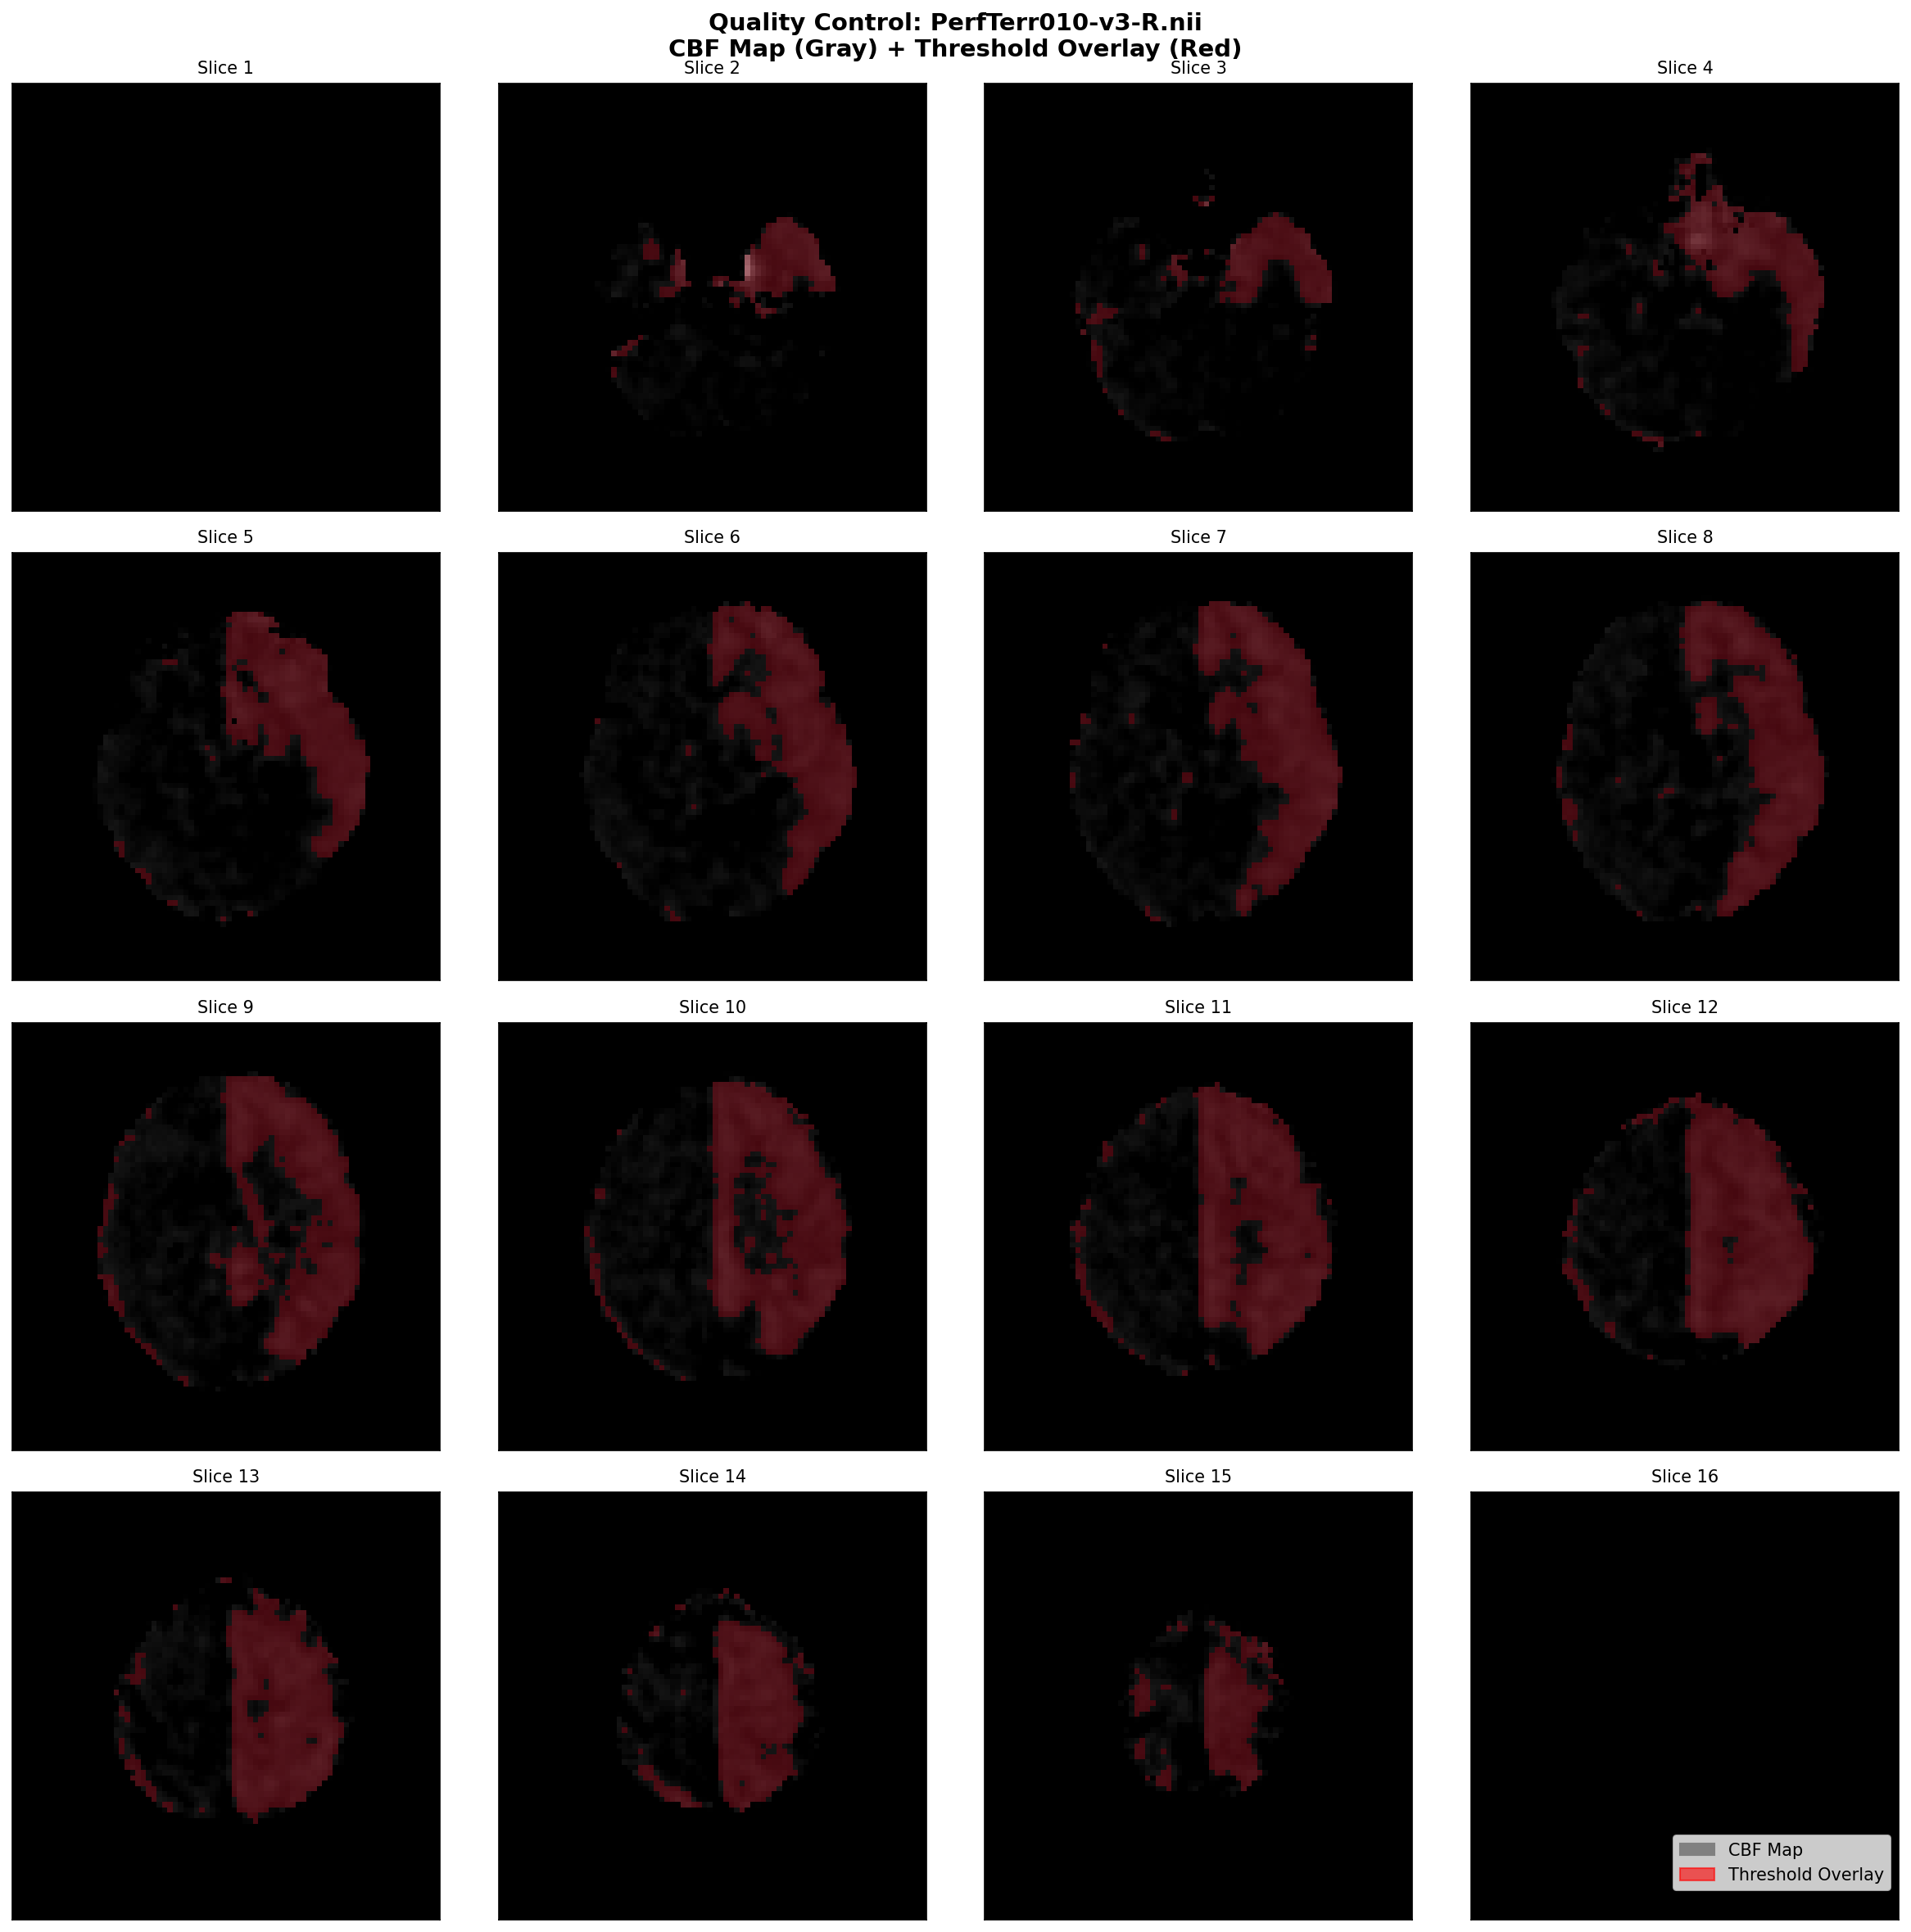 Quality Control: PerfTerr010-v3-R.nii
CBF Map (Gray) + Threshold Overlay (Red)
Slice 1
Slice 2
Slice 3
Slice 4
Slice 5
Slice 6
Slice 7
Slice 8
Slice 9
Slice 10
Slice 11
Slice 12
Slice 13
Slice 14
Slice 15
Slice 16
CBF Map
Threshold Overlay